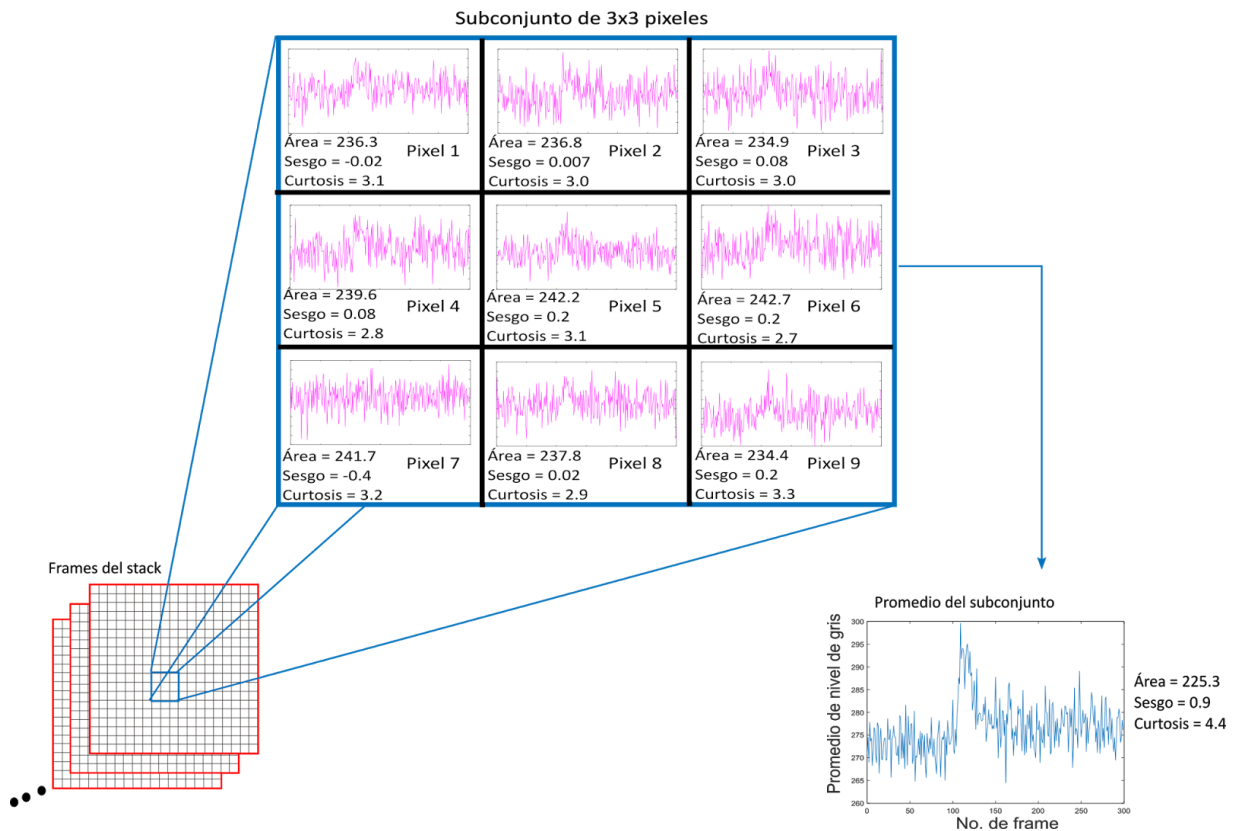 Subconjunto de 3x3 pixeles
Área = 236.3
Sesgo = -0.02
Curtosis = 3.1
Pixel 1
Área = 236.8
Sesgo = 0.007
Curtosis = 3.0
Pixel 2
Área = 234.9
Sesgo = 0.08
Curtosis = 3.0
Pixel 3
Área = 239.6
Sesgo = 0.08
Curtosis = 2.8
Pixel 4
Área = 242.2
Sesgo = 0.2
Curtosis = 3.1
Pixel 5
Área = 242.7
Sesgo = 0.2
Curtosis = 2.7
Pixel 6
Área = 241.7
Sesgo = -0.4
Curtosis = 3.2
Pixel 7
Área = 237.8
Sesgo = 0.02
Curtosis = 2.9
Pixel 8
Área = 234.4
Sesgo = 0.2
Curtosis = 3.3
Pixel 9
Frames del stack
Promedio del subconjunto
Promedio de nivel de gris
300
295
290
285
280
275
270
265
260
0 50 100 150 200 250 300
No. de frame
Área = 225.3
Sesgo = 0.9
Curtosis = 4.4